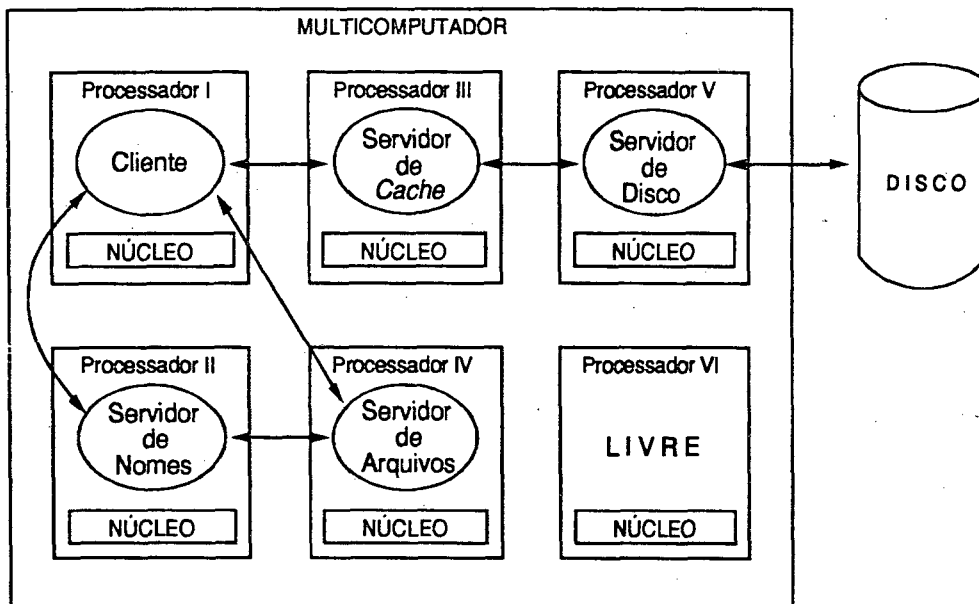 MULTICOMPUTADOR
Processador I
Cliente
NÚCLEO
Processador III
Servidor
de
Cache
NÚCLEO
Processador V
Servidor
de
Disco
NÚCLEO
DISCO
Processador II
Servidor
de
Nomes
NÚCLEO
Processador IV
Servidor
de
Arquivos
NÚCLEO
Processador VI
LIVRE
NÚCLEO